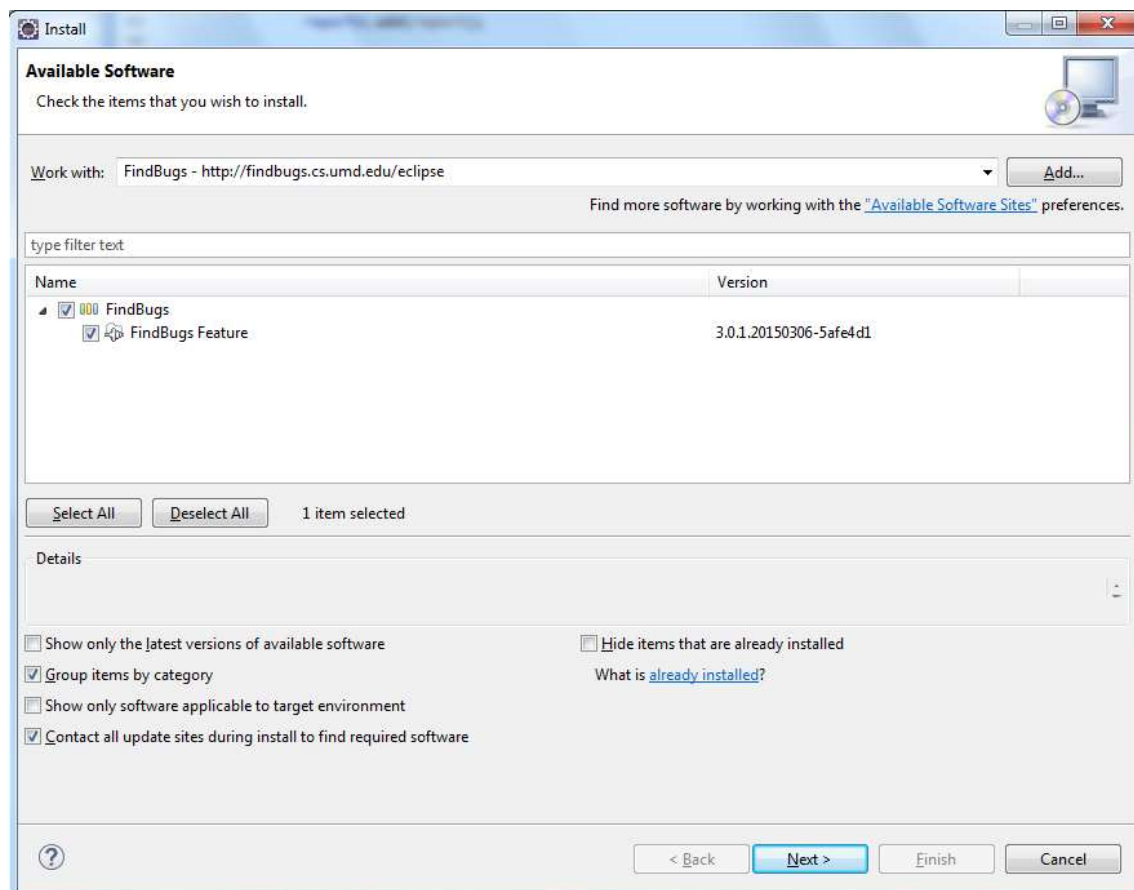 Install
Available Software
Check the items that you wish to install.
Work with: FindBugs - http://findbugs.cs.umd.edu/eclipse Add...
Find more software by working with the "Available Software Sites" preferences.
type filter text
Name Version
FindBugs
FindBugs Feature 3.0.1.20150306-5afe4d1
Select All Deselect All 1 item selected
Details
Show only the latest versions of available software Hide items that are already installed
Group items by category What is already installed?
Show only software applicable to target environment
Contact all update sites during install to find required software
? < Back Next > Finish Cancel